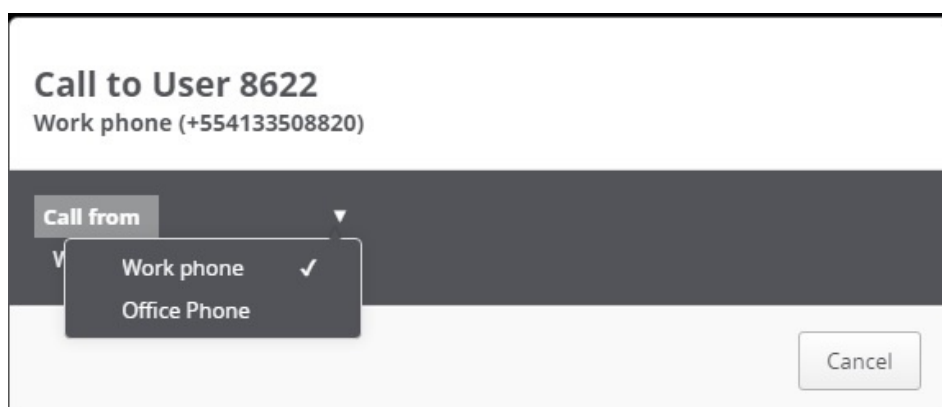 Call to User 8622
Work phone (+554133508820)
Call from
Work phone
Office Phone
Cancel